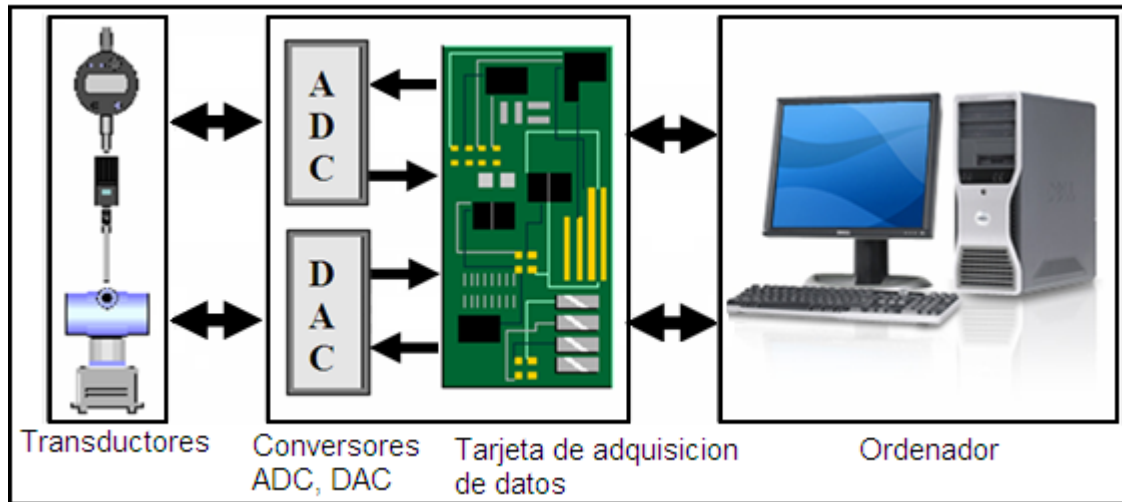 A
D
C
D
A
C
Transductores
Conversores
ADC, DAC
Tarjeta de adquisicion
de datos
Ordenador